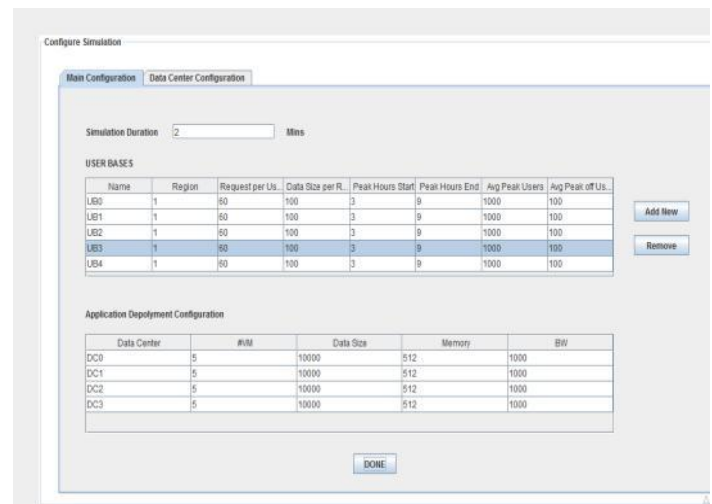 Configure Simulation
Main Configuration Data Center Configuration
Simulation Duration 2 Mins
USER BASES
Name Region Request per Us... Data Size per R... Peak Hours Start Peak Hours End Avg Peak Users Avg Peak off Us...
UB0 1 60 100 3 9 1000 100
UB1 1 60 100 3 9 1000 100
UB2 1 60 100 3 9 1000 100
UB3 1 60 100 3 9 1000 100
UB4 1 60 100 3 9 1000 100
Add New
Remove
Application Depolyment Configuration
Data Center #VM Data Size Memory BW
DC0 5 10000 512 1000
DC1 5 10000 512 1000
DC2 5 10000 512 1000
DC3 5 10000 512 1000
DONE